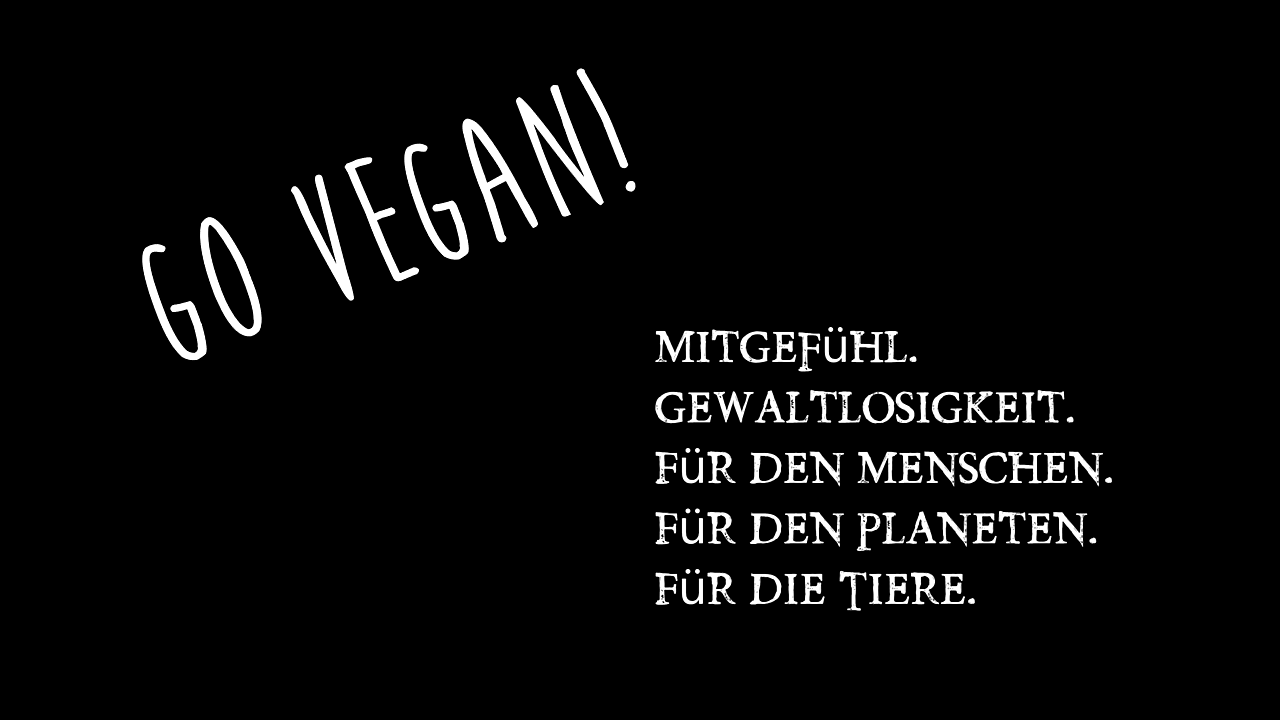 GO VEGAN!
MITGEFÜHL.
GEWALTLOSIGKEIT.
FÜR DEN MENSCHEN.
FÜR DEN PLANETEN.
FÜR DIE TIERE.